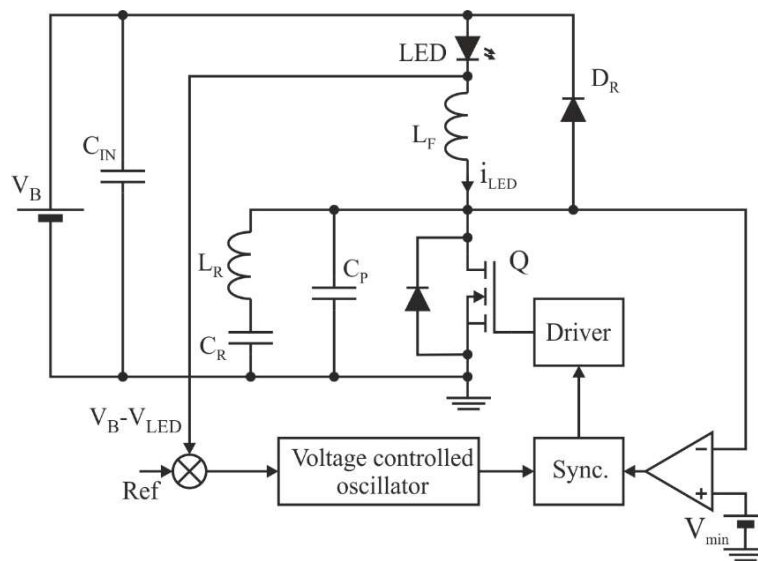 LED
D_R
L_F
C_IN
i_LED
V_B
L_R
C_P
Q
C_R
Driver
V_B-V_LED
Voltage controlled
oscillator
Sync.
Ref
−
+
V_min